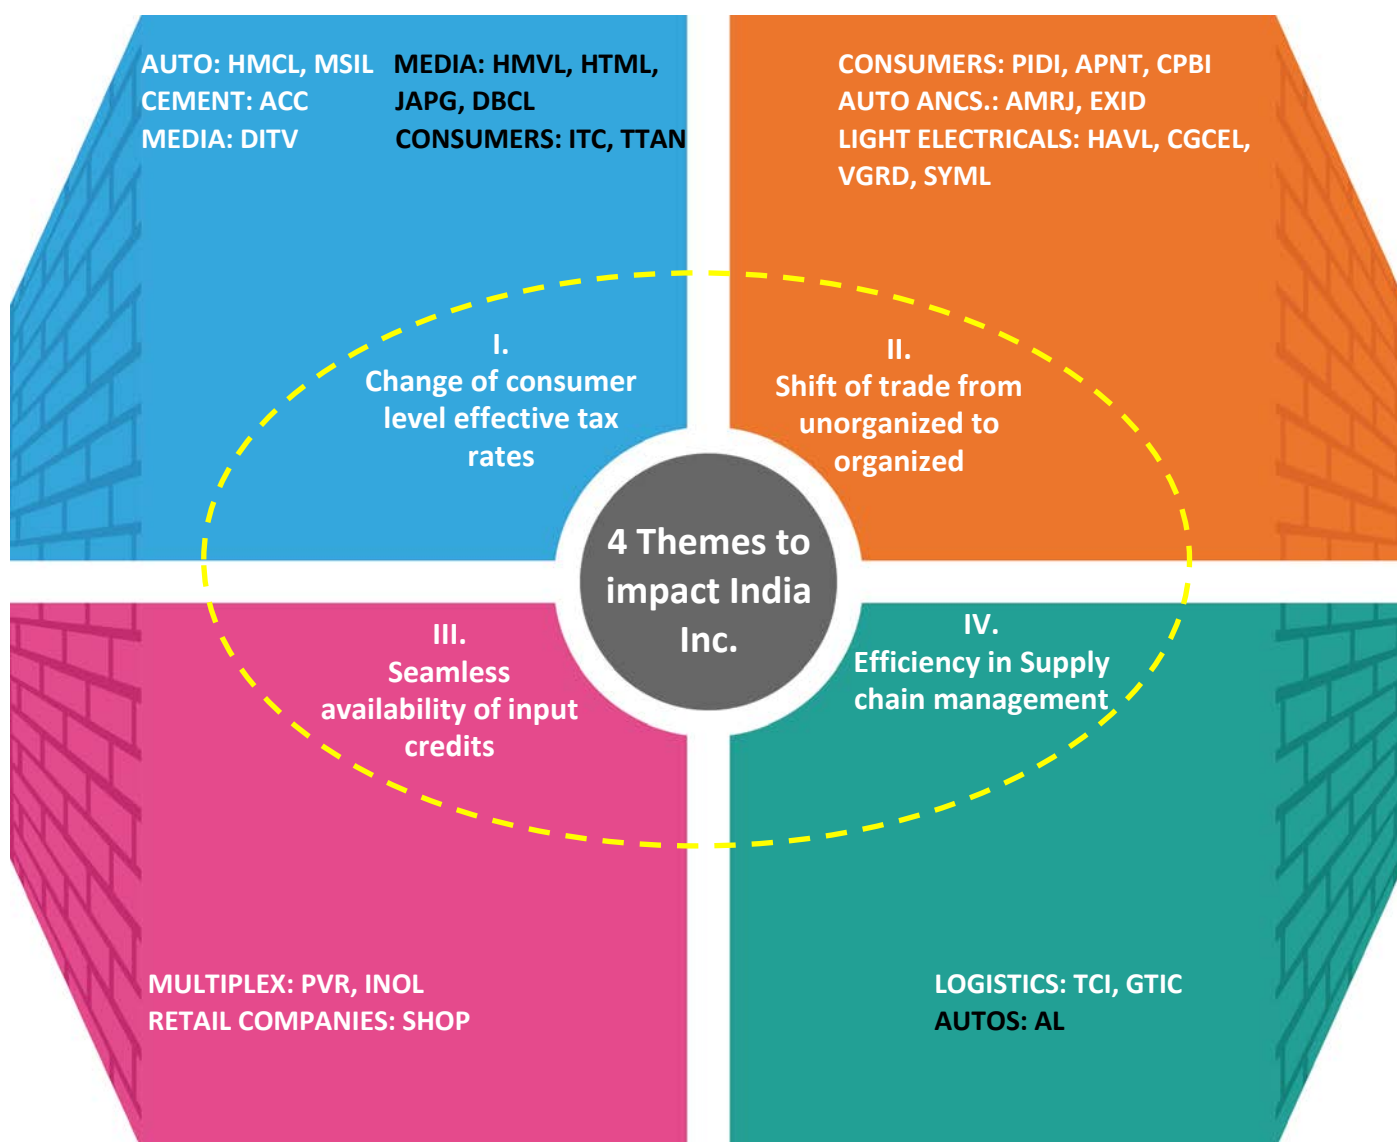 AUTO: HMCL, MSIL
CEMENT: ACC
MEDIA: DITV
MEDIA: HMVL, HTML,
JAPG, DBCL
CONSUMERS: ITC, TTAN
CONSUMERS: PIDI, APNT, CPBI
AUTO ANCS.: AMRJ, EXID
LIGHT ELECTRICALS: HAVL, CGCEL,
VGRD, SYML
I.
Change of consumer
level effective tax
rates
II.
Shift of trade from
unorganized to
organized
4 Themes to
impact India
Inc.
III.
Seamless
availability of input
credits
IV.
Efficiency in Supply
chain management
MULTIPLEX: PVR, INOL
RETAIL COMPANIES: SHOP
LOGISTICS: TCI, GTIC
AUTOS: AL